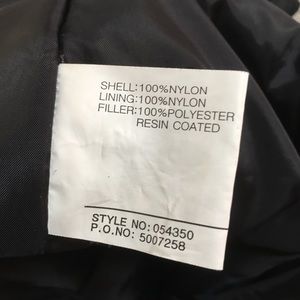 SHELL:100%NYLON
LINING:100%NYLON
FILLER:100%POLYESTER
RESIN COATED
STYLE NO: 054350
P.O.NO: 5007258